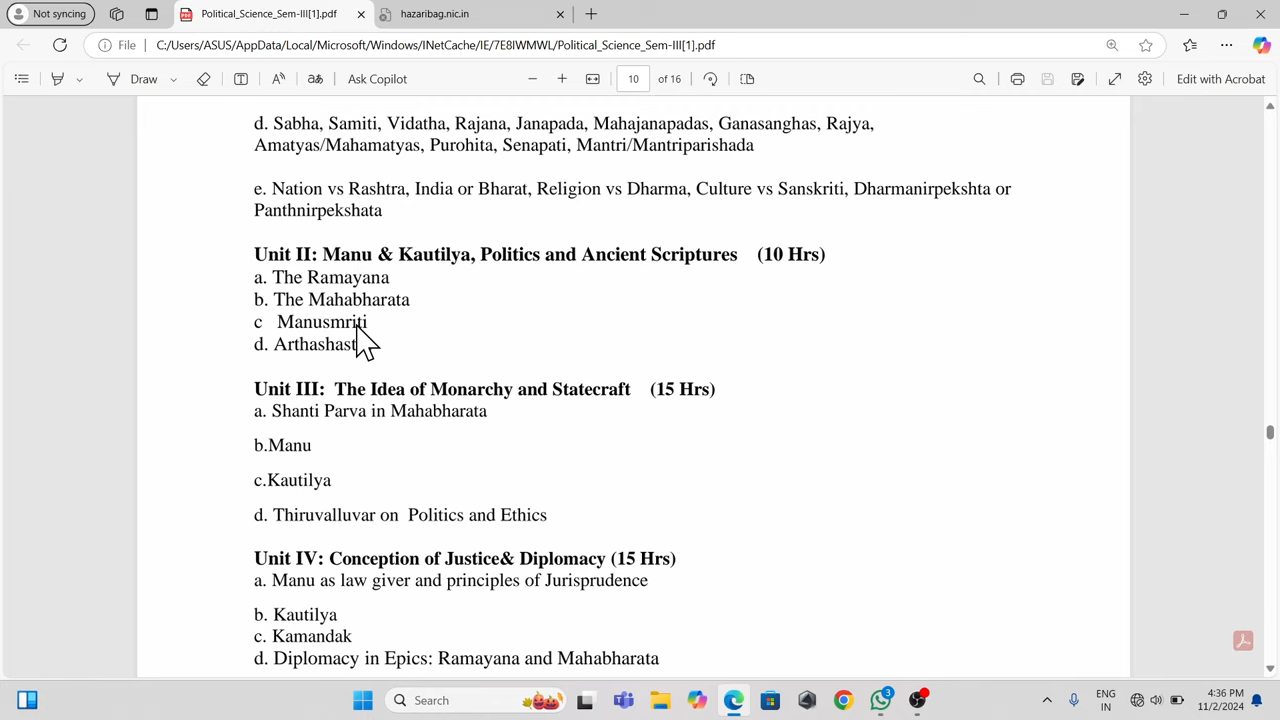 Not syncing
Political_Science_Sem-III[1].pdf
hazaribag.nic.in
File
C:/Users/ASUS/AppData/Local/Microsoft/Windows/INetCache/IE/7E8IWMWL/Political_Science_Sem-III[1].pdf
Draw
Ask Copilot
10 of 16
Edit with Acrobat
d. Sabha, Samiti, Vidatha, Rajana, Janapada, Mahajanapadas, Ganasanghas, Rajya,
Amatyas/Mahamatyas, Purohita, Senapati, Mantri/Mantriparishada
e. Nation vs Rashtra, India or Bharat, Religion vs Dharma, Culture vs Sanskriti, Dharmanirpekshta or
Panthnirpekshata
Unit II: Manu & Kautilya, Politics and Ancient Scriptures (10 Hrs)
a. The Ramayana
b. The Mahabharata
c Manusmriti
d. Arthashast
Unit III: The Idea of Monarchy and Statecraft (15 Hrs)
a. Shanti Parva in Mahabharata
b.Manu
c.Kautilya
d. Thiruvalluvar on Politics and Ethics
Unit IV: Conception of Justice& Diplomacy (15 Hrs)
a. Manu as law giver and principles of Jurisprudence
b. Kautilya
c. Kamandak
d. Diplomacy in Epics: Ramayana and Mahabharata
Search
3
ENG
IN
4:36 PM
11/2/2024